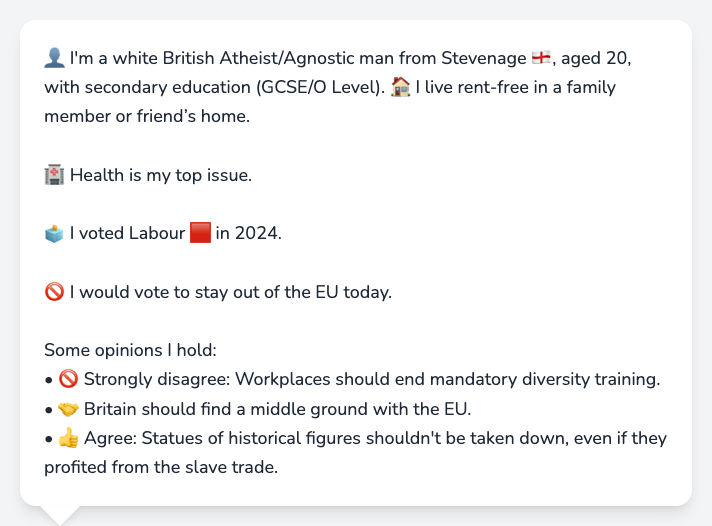 👤 I'm a white British Atheist/Agnostic man from Stevenage 🏴󠁧󠁢󠁥󠁮󠁧󠁿, aged 20,
with secondary education (GCSE/O Level). 🏠 I live rent-free in a family
member or friend’s home.
🏥 Health is my top issue.
🗳️ I voted Labour 🟥 in 2024.
🚫 I would vote to stay out of the EU today.
Some opinions I hold:
• 🚫 Strongly disagree: Workplaces should end mandatory diversity training.
• 🤝 Britain should find a middle ground with the EU.
• 👍 Agree: Statues of historical figures shouldn't be taken down, even if they
profited from the slave trade.